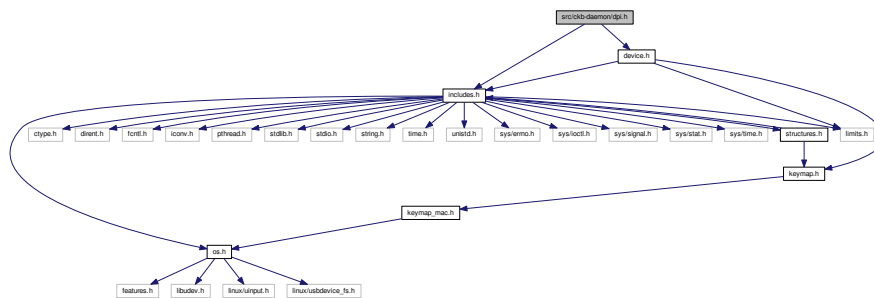 src/ckb-daemon/dpi.h
device.h
includes.h
ctype.h
dirent.h
fcntl.h
iconv.h
pthread.h
stdlib.h
stdio.h
string.h
time.h
unistd.h
sys/errno.h
sys/ioctl.h
sys/signal.h
sys/stat.h
sys/time.h
structures.h
limits.h
keymap.h
keymap_mac.h
os.h
features.h
libudev.h
linux/uinput.h
linux/usbdevice_fs.h